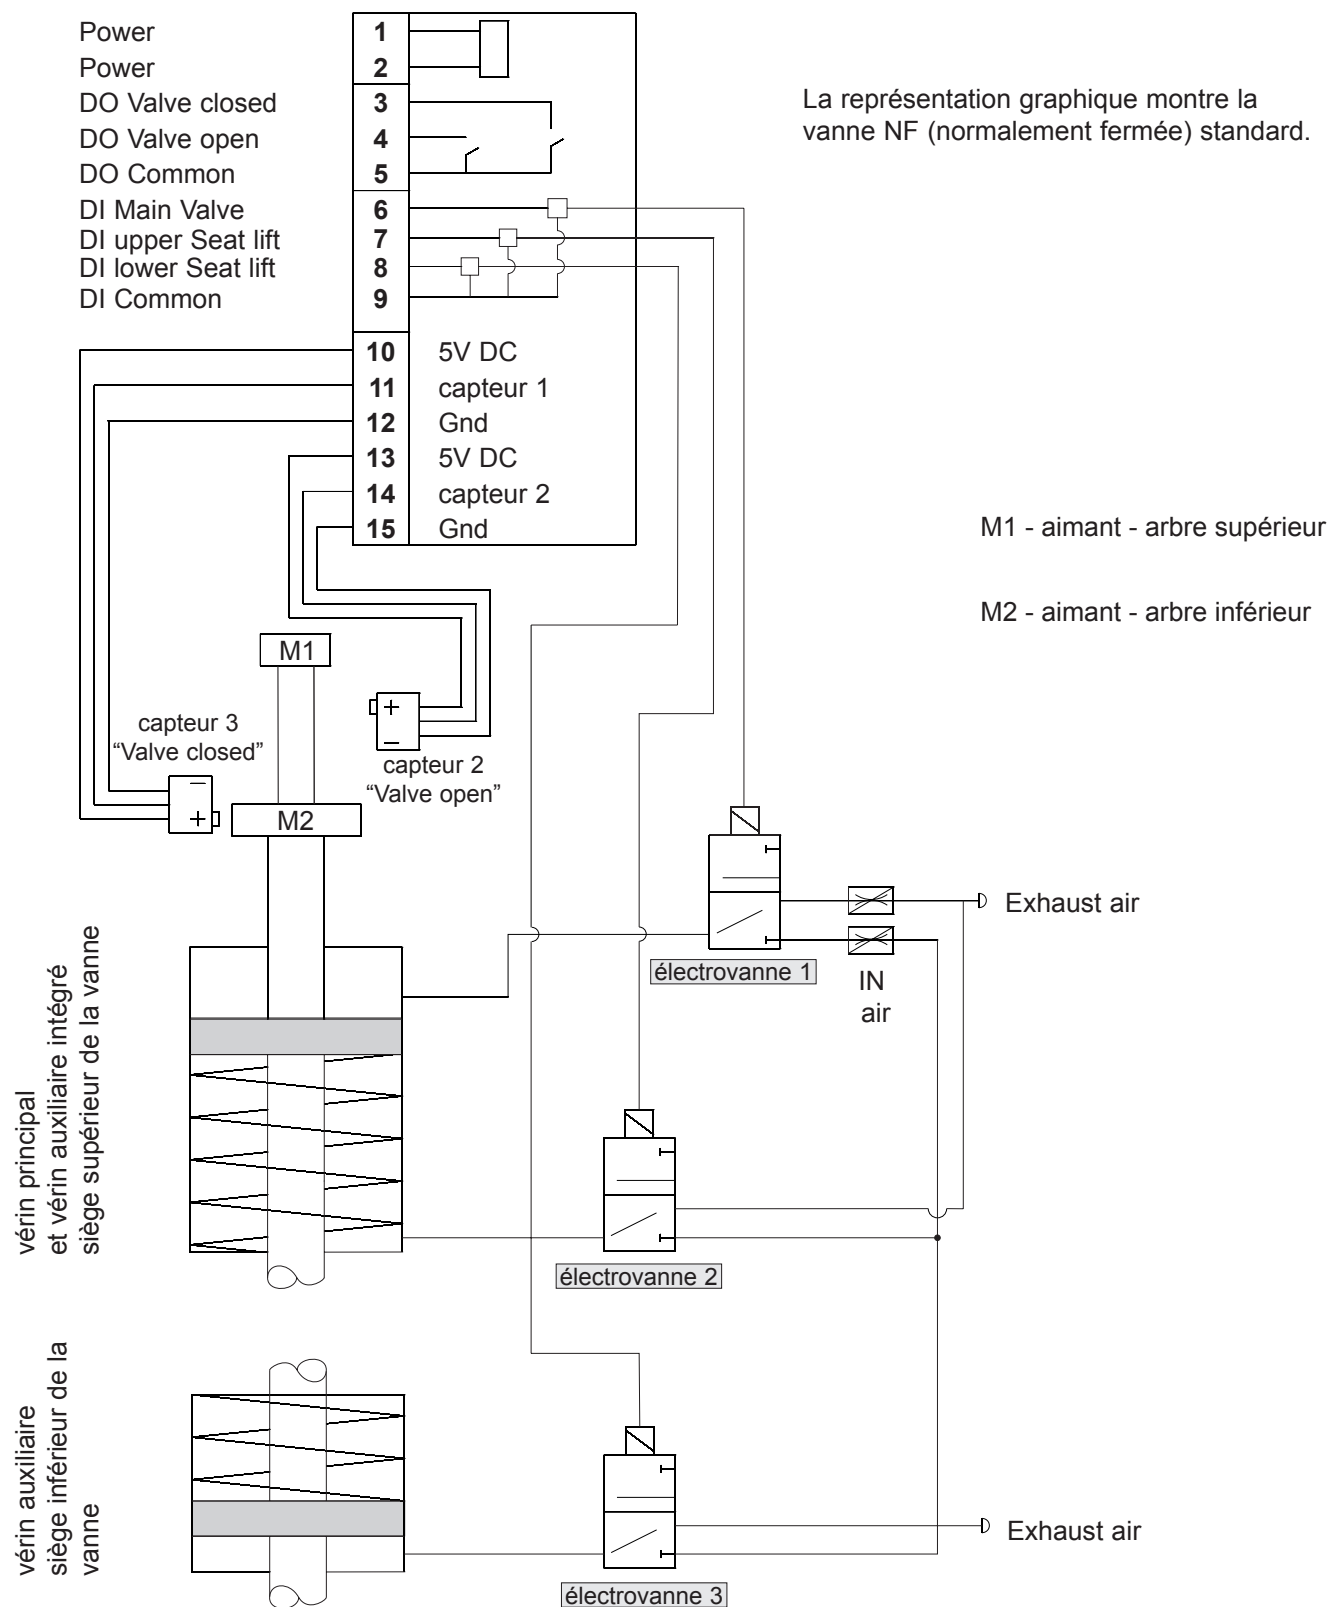 Power 1
Power 2
DO Valve closed 3
DO Valve open 4
DO Common 5
DI Main Valve 6
DI upper Seat lift 7
DI lower Seat lift 8
DI Common 9
10 5V DC
11 capteur 1
12 Gnd
13 5V DC
14 capteur 2
15 Gnd
La représentation graphique montre la
vanne NF (normalement fermée) standard.
M1 - aimant - arbre supérieur
M2 - aimant - arbre inférieur
M1
capteur 3
“Valve closed”
− +
M2
+ −
capteur 2
“Valve open”
Exhaust air
électrovanne 1
IN
air
vérin principal
et vérin auxiliaire intégré
siège supérieur de la vanne
électrovanne 2
vérin auxiliaire
siège inférieur de la
vanne
Exhaust air
électrovanne 3